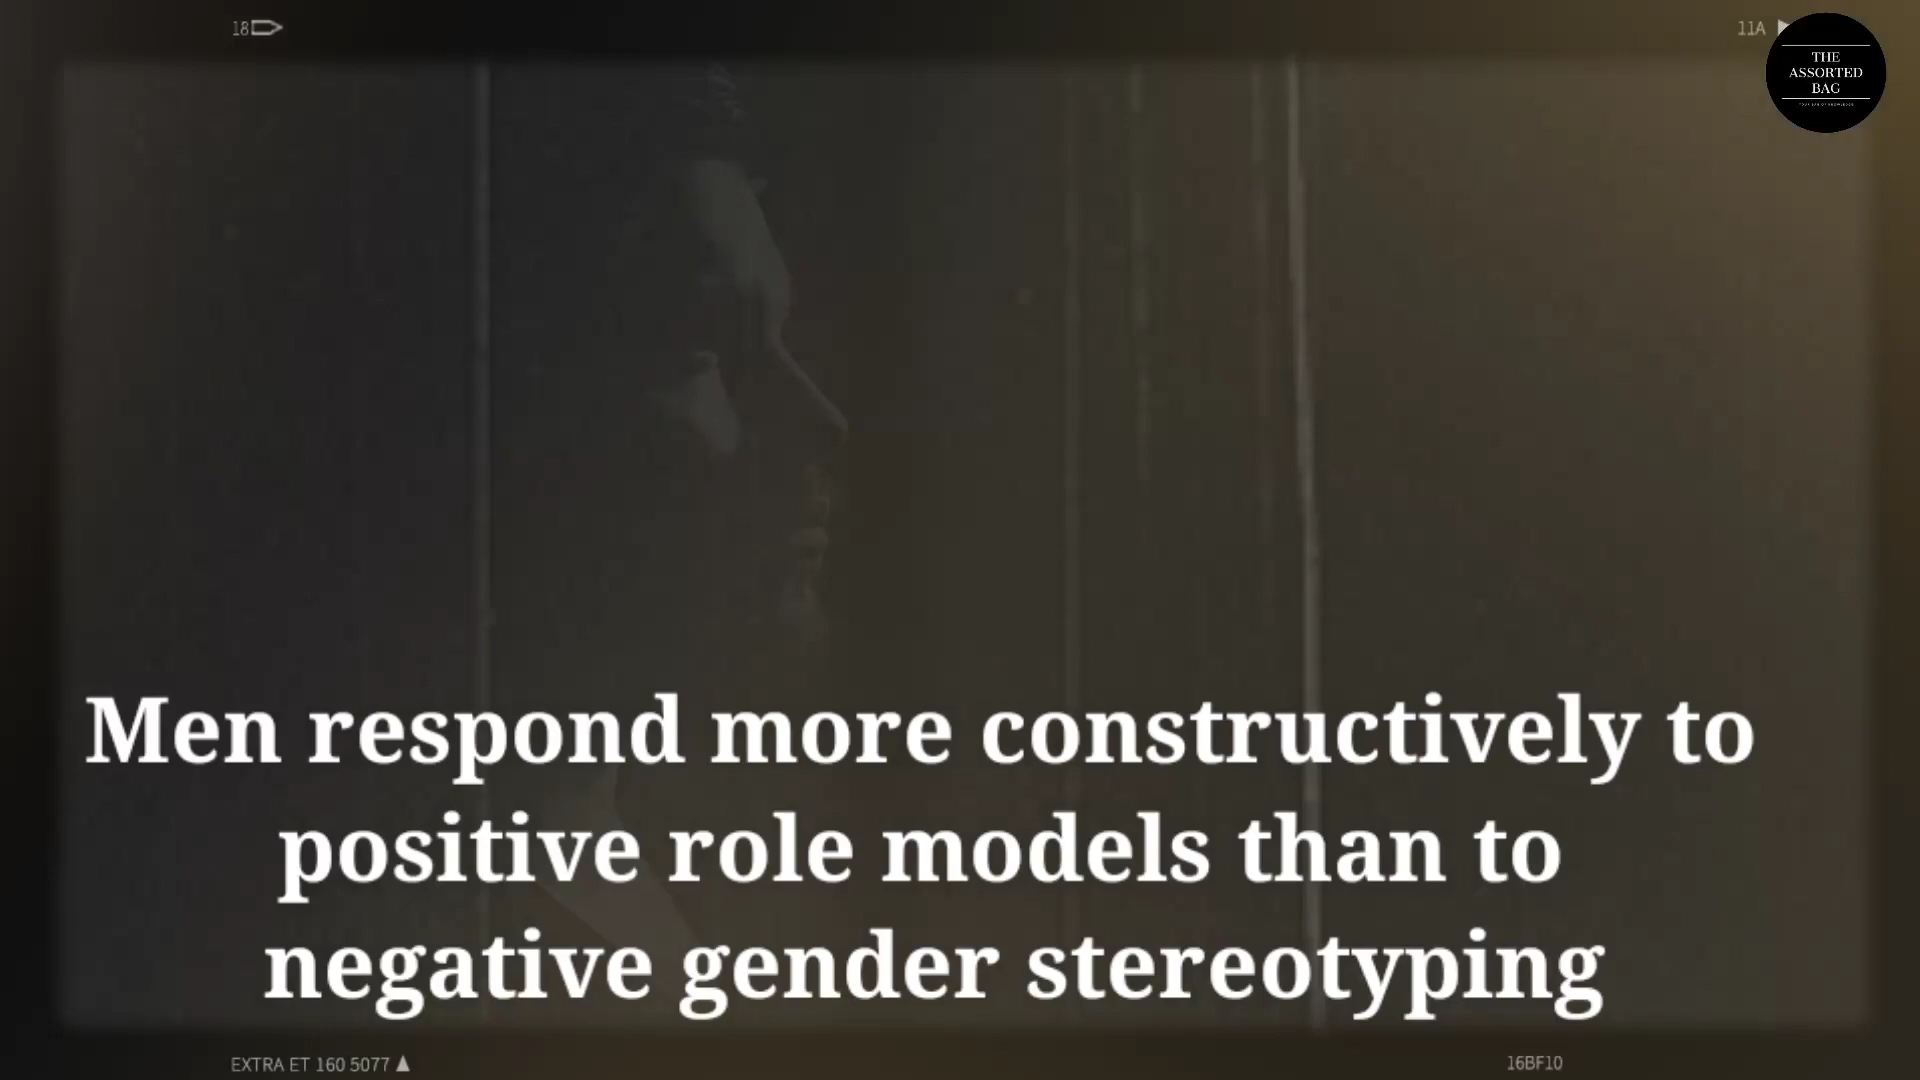 18
11A
THE
ASSORTED
BAG
Men respond more constructively to
positive role models than to
negative gender stereotyping
EXTRA ET 160 5077
16BF10